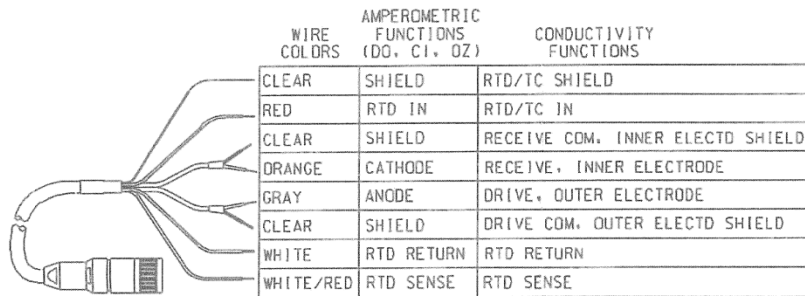 WIRE COLORS AMPEROMETRIC FUNCTIONS (DO, Cl, OZ) CONDUCTIVITY FUNCTIONS
CLEAR SHIELD RTD/TC SHIELD
RED RTD IN RTD/TC IN
CLEAR SHIELD RECEIVE COM, INNER ELECTD SHIELD
ORANGE CATHODE RECEIVE, INNER ELECTRODE
GRAY ANODE DRIVE, OUTER ELECTRODE
CLEAR SHIELD DRIVE COM, OUTER ELECTD SHIELD
WHITE RTD RETURN RTD RETURN
WHITE/RED RTD SENSE RTD SENSE